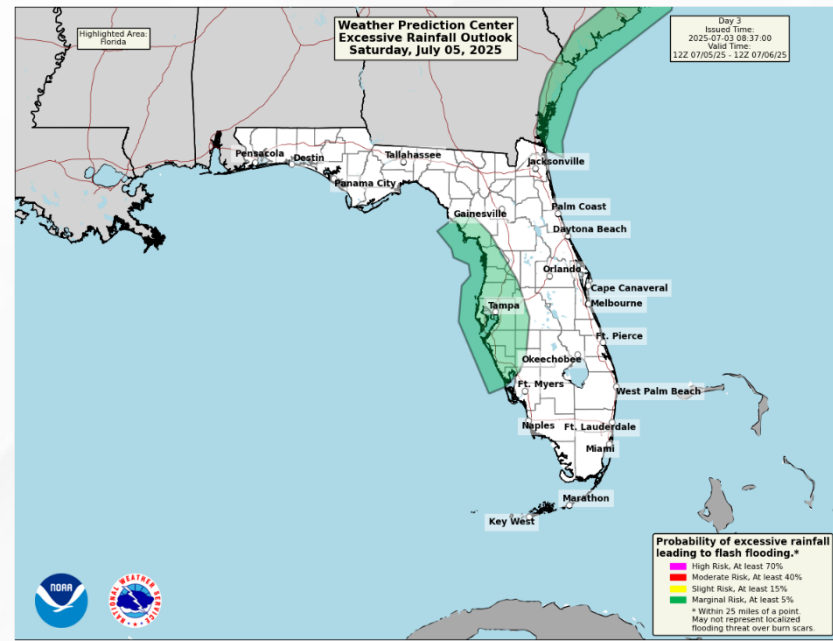 Highlighted Area:
Florida
Weather Prediction Center
Excessive Rainfall Outlook
Saturday, July 05, 2025
Day 3
Issued Time:
2025-07-03 08:37:00
Valid Time:
12Z 07/05/25 - 12Z 07/06/25
Pensacola
Destin
Tallahassee
Panama City
Jacksonville
Gainesville
Palm Coast
Daytona Beach
Orlando
Cape Canaveral
Tampa
Melbourne
Ft. Pierce
Okeechobee
Ft. Myers
West Palm Beach
Naples
Ft. Lauderdale
Miami
Marathon
Key West
NOAA
NATIONAL WEATHER SERVICE
Probability of excessive rainfall
leading to flash flooding.*
High Risk, At least 70%
Moderate Risk, At least 40%
Slight Risk, At least 15%
Marginal Risk, At least 5%
* Within 25 miles of a point.
May not represent localized
flooding threat over burn scars.